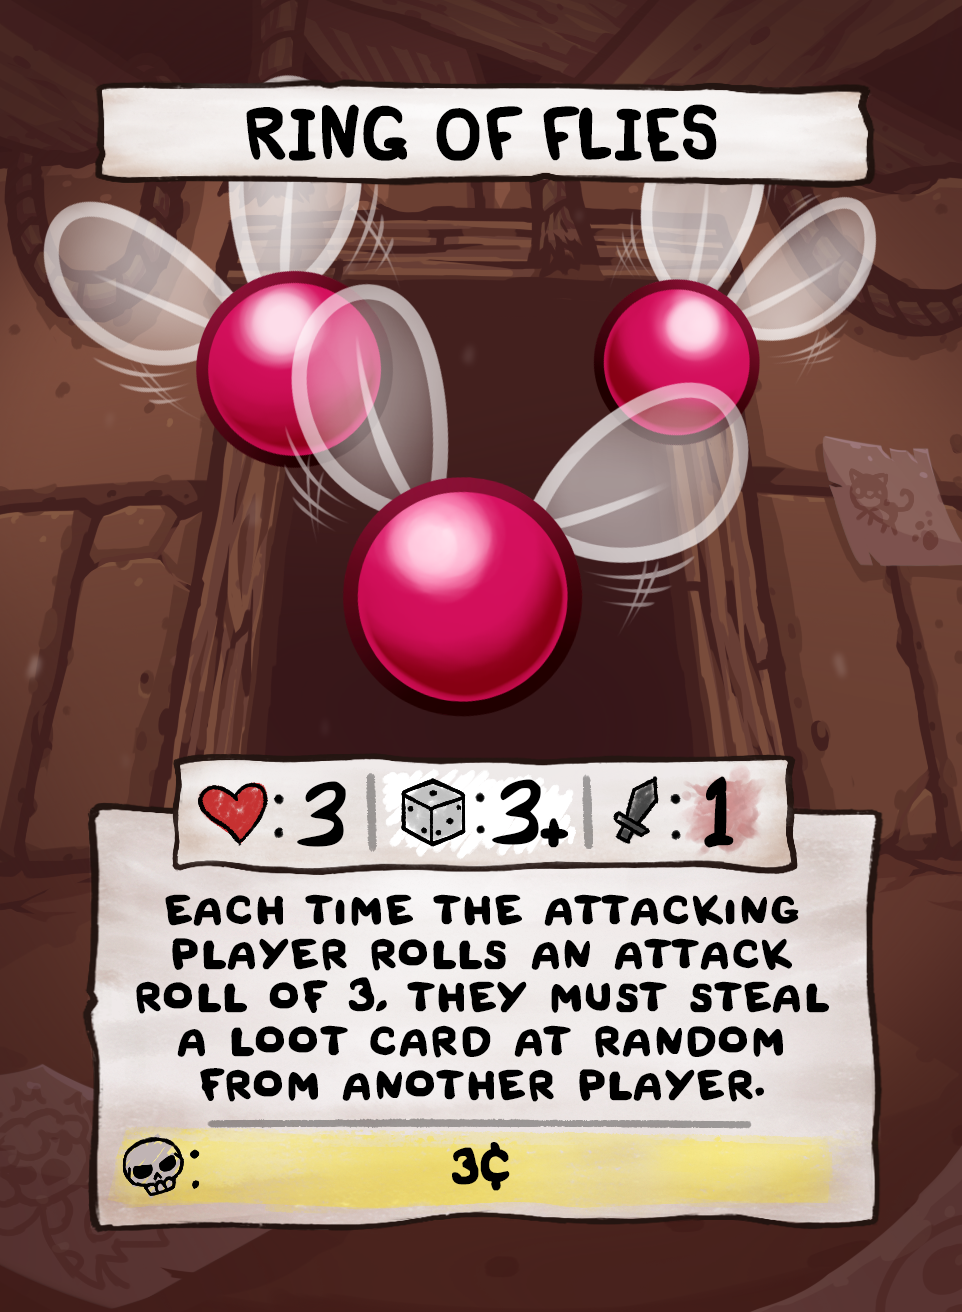 RING OF FLIES
: 3 : 3+ : 1
EACH TIME THE ATTACKING
PLAYER ROLLS AN ATTACK
ROLL OF 3, THEY MUST STEAL
A LOOT CARD AT RANDOM
FROM ANOTHER PLAYER.
: 3¢